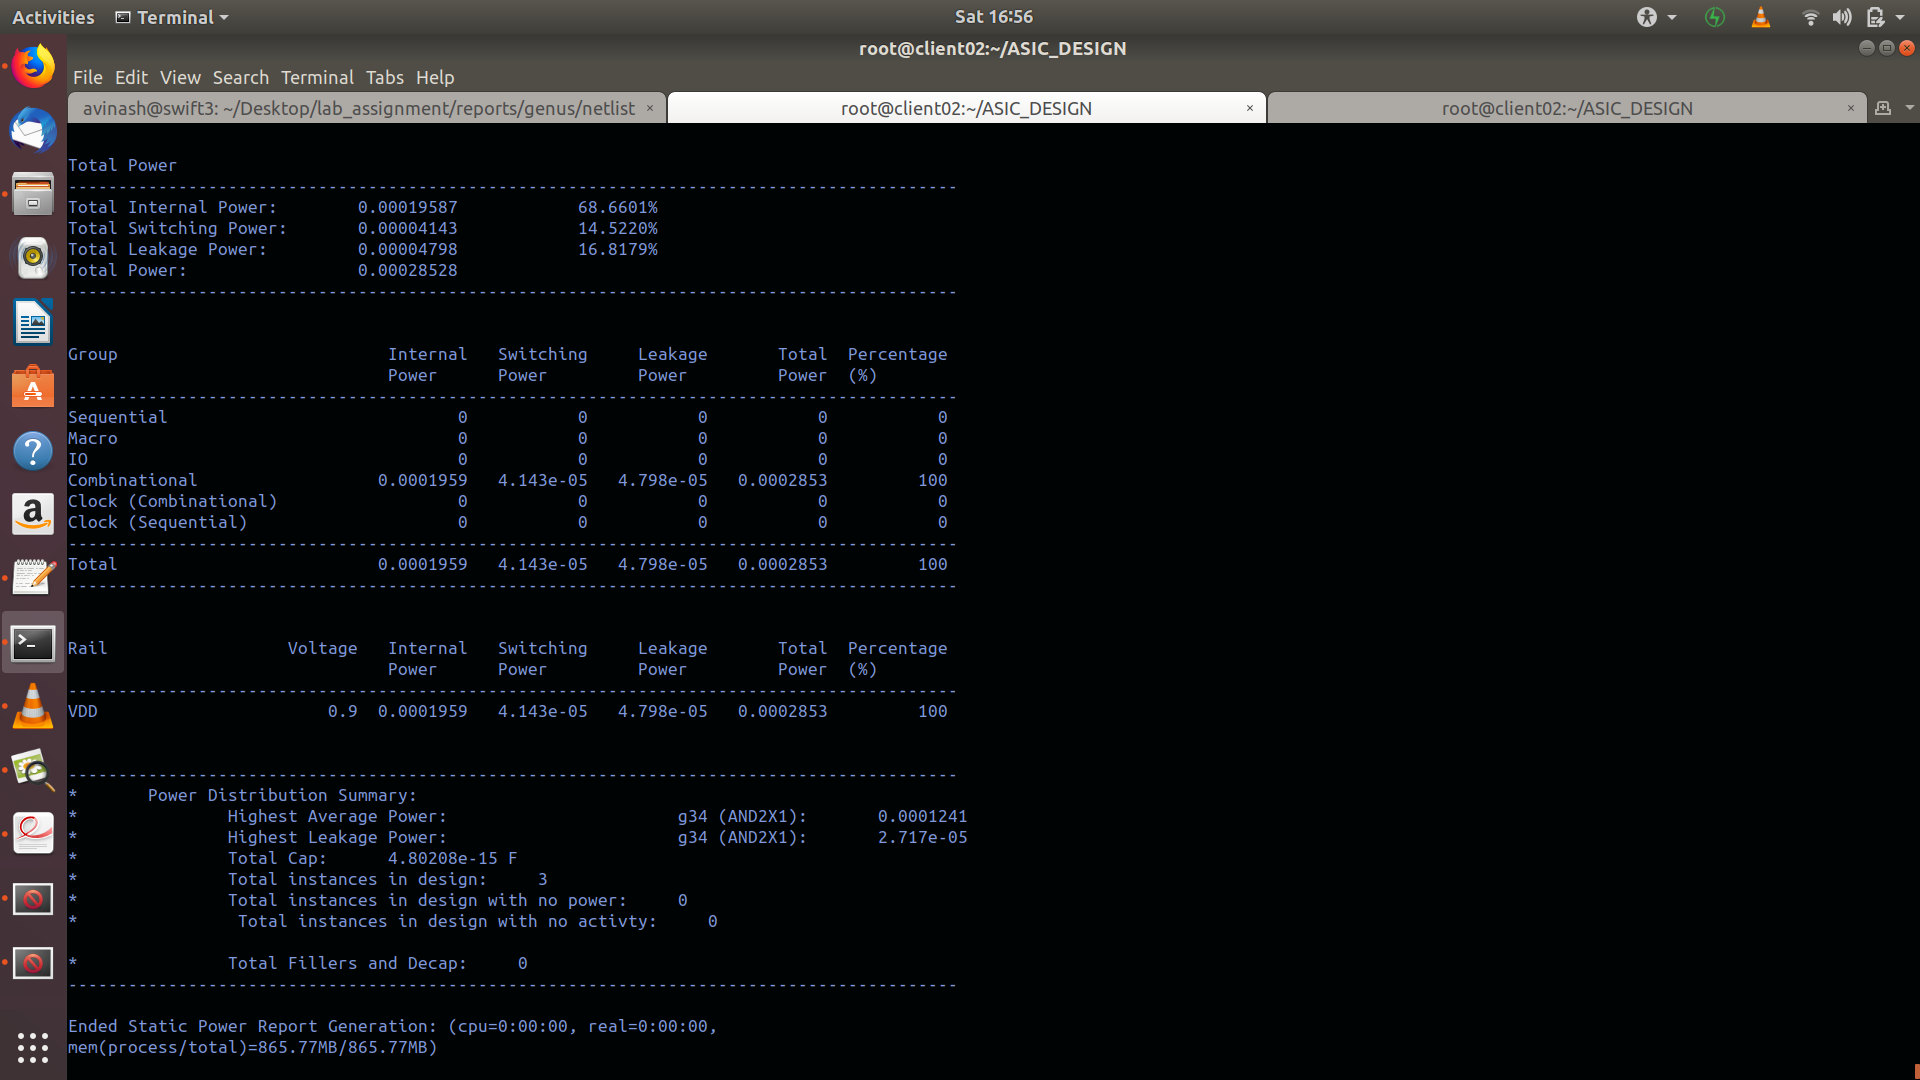 Activities Terminal Sat 16:56
root@client02:~/ASIC_DESIGN
File Edit View Search Terminal Tabs Help
avinash@swift3: ~/Desktop/lab_assignment/reports/genus/netlist × root@client02:~/ASIC_DESIGN × root@client02:~/ASIC_DESIGN ×
Total Power
-----------------------------------------------------------------------------------------
Total Internal Power: 0.00019587 68.6601%
Total Switching Power: 0.00004143 14.5220%
Total Leakage Power: 0.00004798 16.8179%
Total Power: 0.00028528
-----------------------------------------------------------------------------------------
Group Internal Switching Leakage Total Percentage
Power Power Power Power (%)
-----------------------------------------------------------------------------------------
Sequential 0 0 0 0 0
Macro 0 0 0 0 0
IO 0 0 0 0 0
Combinational 0.0001959 4.143e-05 4.798e-05 0.0002853 100
Clock (Combinational) 0 0 0 0 0
Clock (Sequential) 0 0 0 0 0
-----------------------------------------------------------------------------------------
Total 0.0001959 4.143e-05 4.798e-05 0.0002853 100
-----------------------------------------------------------------------------------------
Rail Voltage Internal Switching Leakage Total Percentage
Power Power Power Power (%)
-----------------------------------------------------------------------------------------
VDD 0.9 0.0001959 4.143e-05 4.798e-05 0.0002853 100
-----------------------------------------------------------------------------------------
* Power Distribution Summary:
* Highest Average Power: g34 (AND2X1): 0.0001241
* Highest Leakage Power: g34 (AND2X1): 2.717e-05
* Total Cap: 4.80208e-15 F
* Total instances in design: 3
* Total instances in design with no power: 0
* Total instances in design with no activty: 0
* Total Fillers and Decap: 0
-----------------------------------------------------------------------------------------
Ended Static Power Report Generation: (cpu=0:00:00, real=0:00:00,
mem(process/total)=865.77MB/865.77MB)